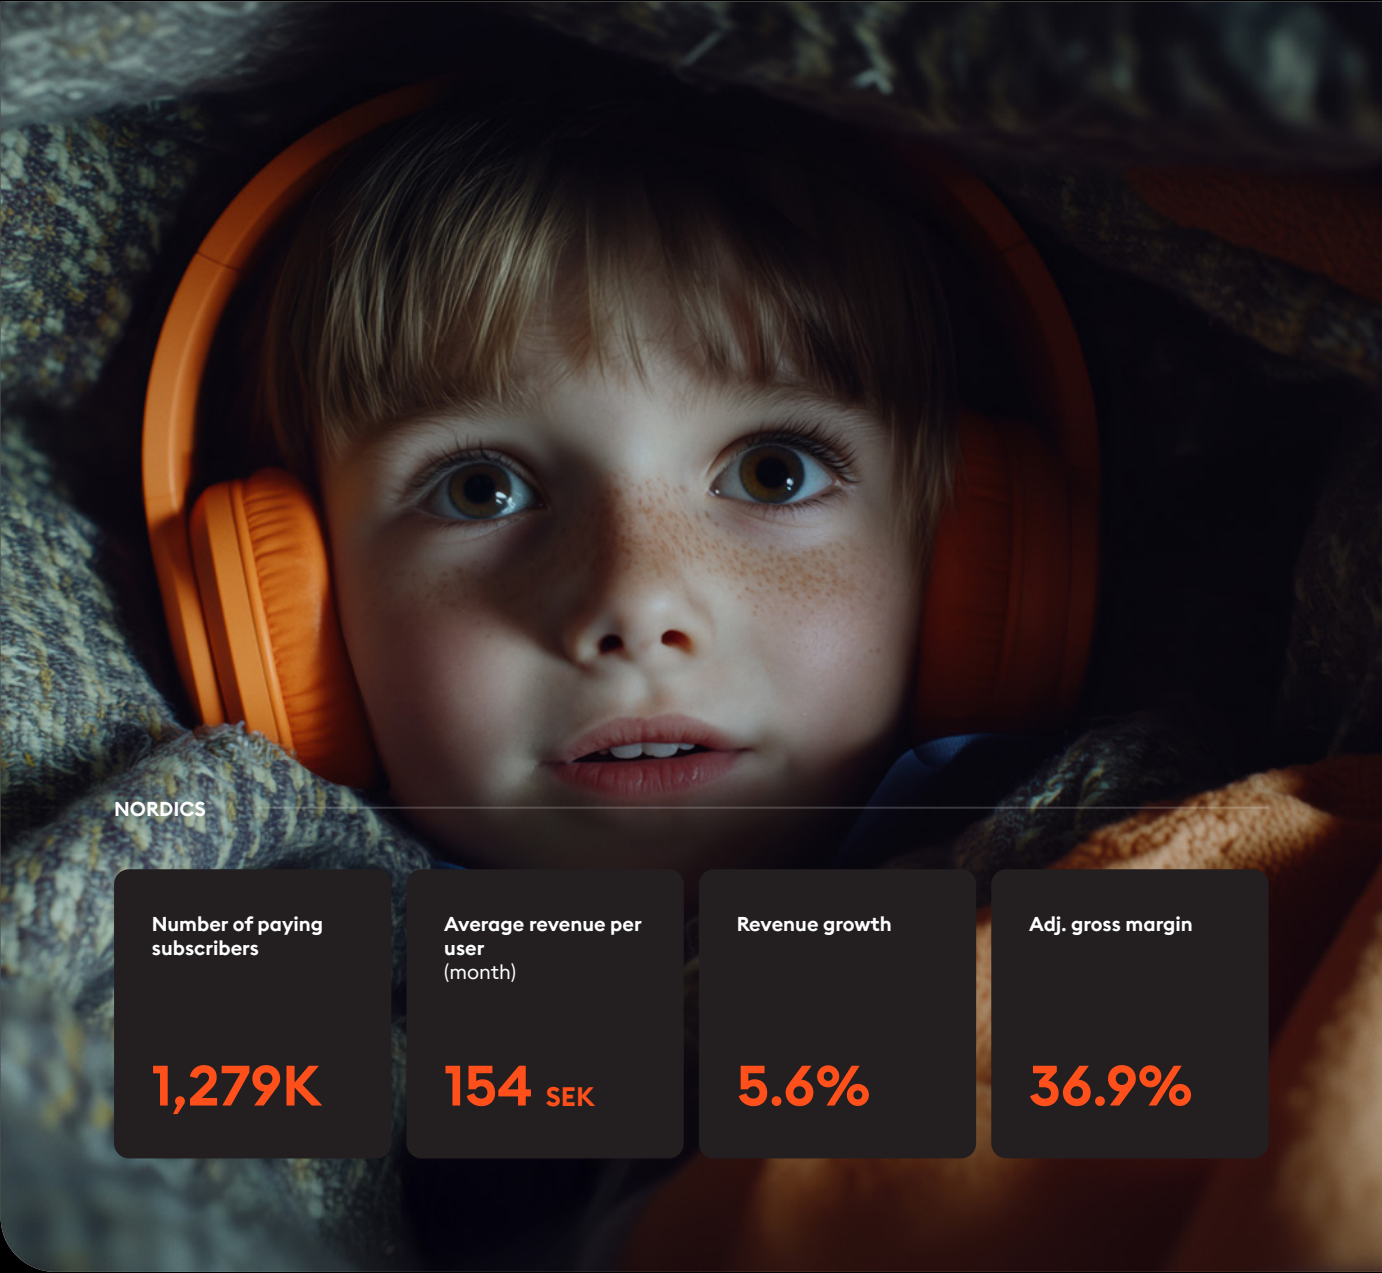 NORDICS
Number of paying
subscribers
1,279K
Average revenue per
user
(month)
154 SEK
Revenue growth
5.6%
Adj. gross margin
36.9%